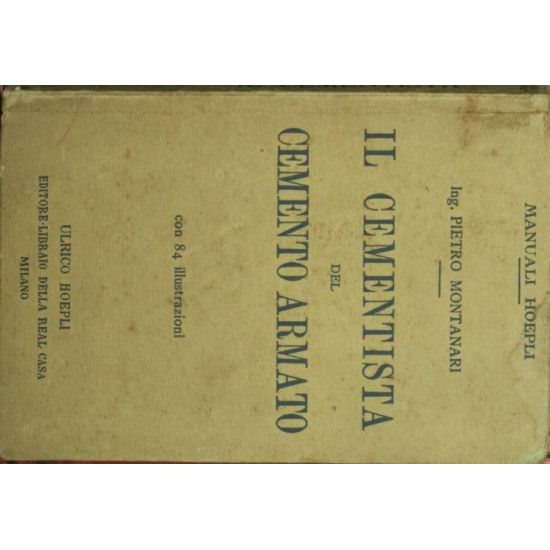 MANUALI HOEPLI
Ing. PIETRO MONTANARI
IL CEMENTISTA
DEL
CEMENTO ARMATO
con 84 illustrazioni
ULRICO HOEPLI
EDITORE-LIBRAIO DELLA REAL CASA
MILANO